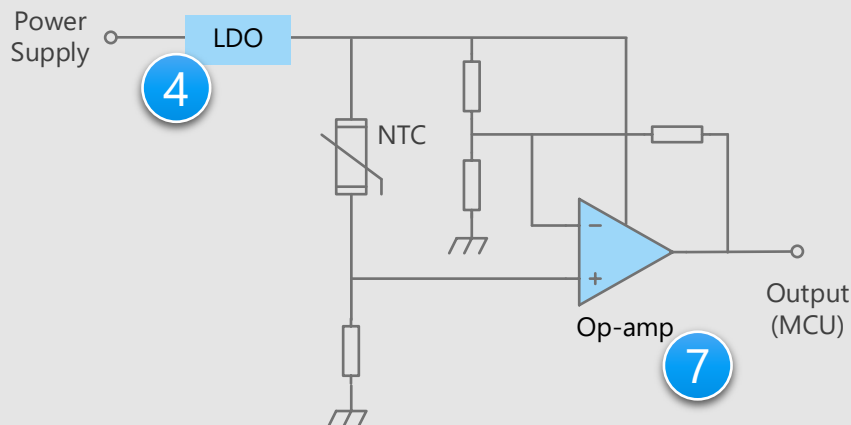 Power
Supply
LDO
4
NTC
−
+
Op-amp
7
Output
(MCU)